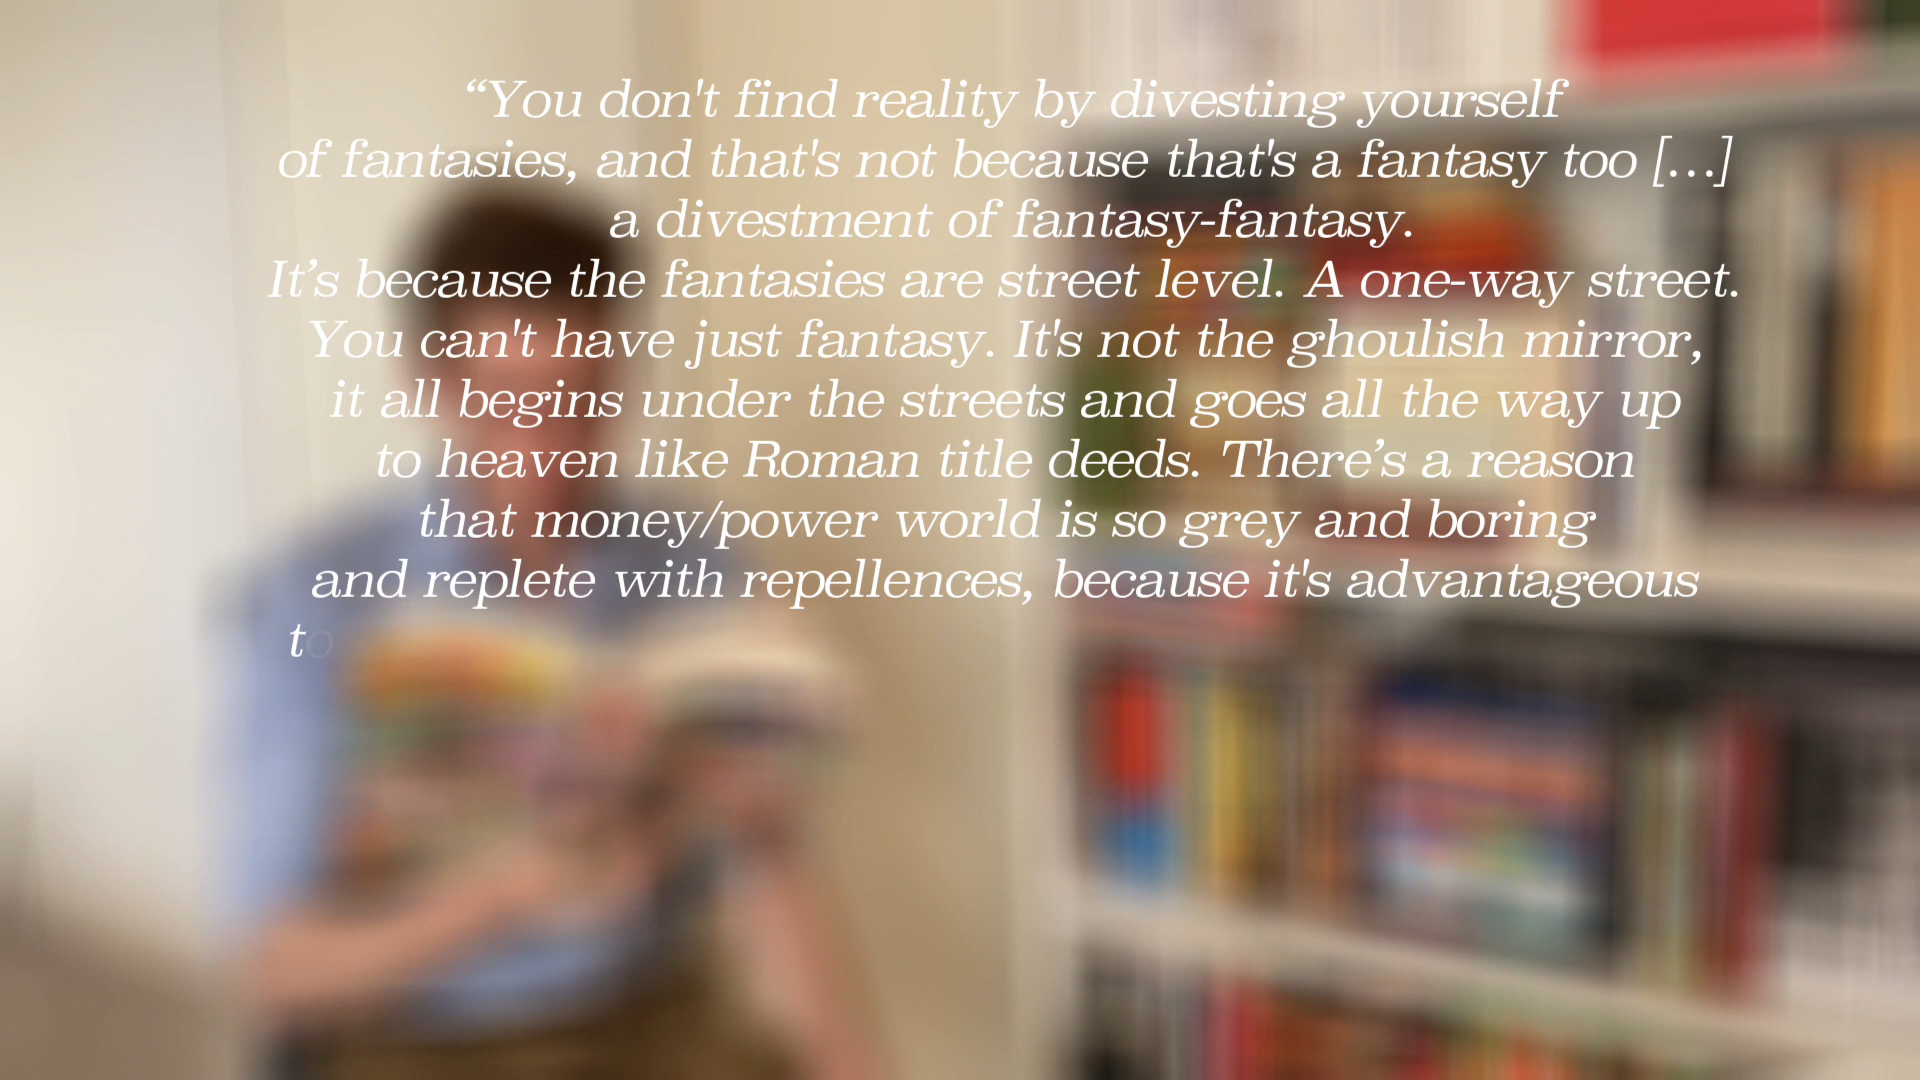 “You don't find reality by divesting yourself
of fantasies, and that's not because that's a fantasy too [...]
a divestment of fantasy-fantasy.
It’s because the fantasies are street level. A one-way street.
You can't have just fantasy. It's not the ghoulish mirror,
it all begins under the streets and goes all the way up
to heaven like Roman title deeds. There’s a reason
that money/power world is so grey and boring
and replete with repellences, because it's advantageous
to